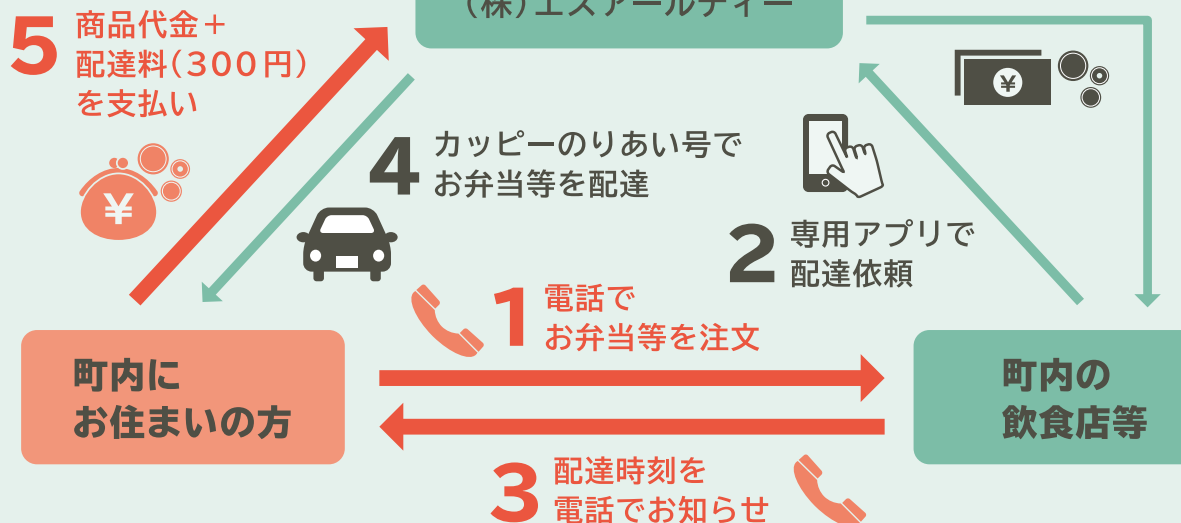 (株)エスアールディー
5 商品代金＋
配達料(300円)
を支払い
¥
¥
4 カッピーのりあい号で
お弁当等を配達
2 専用アプリで
配達依頼
1 電話で
お弁当等を注文
町内に
お住まいの方
町内の
飲食店等
3 配達時刻を
電話でお知らせ